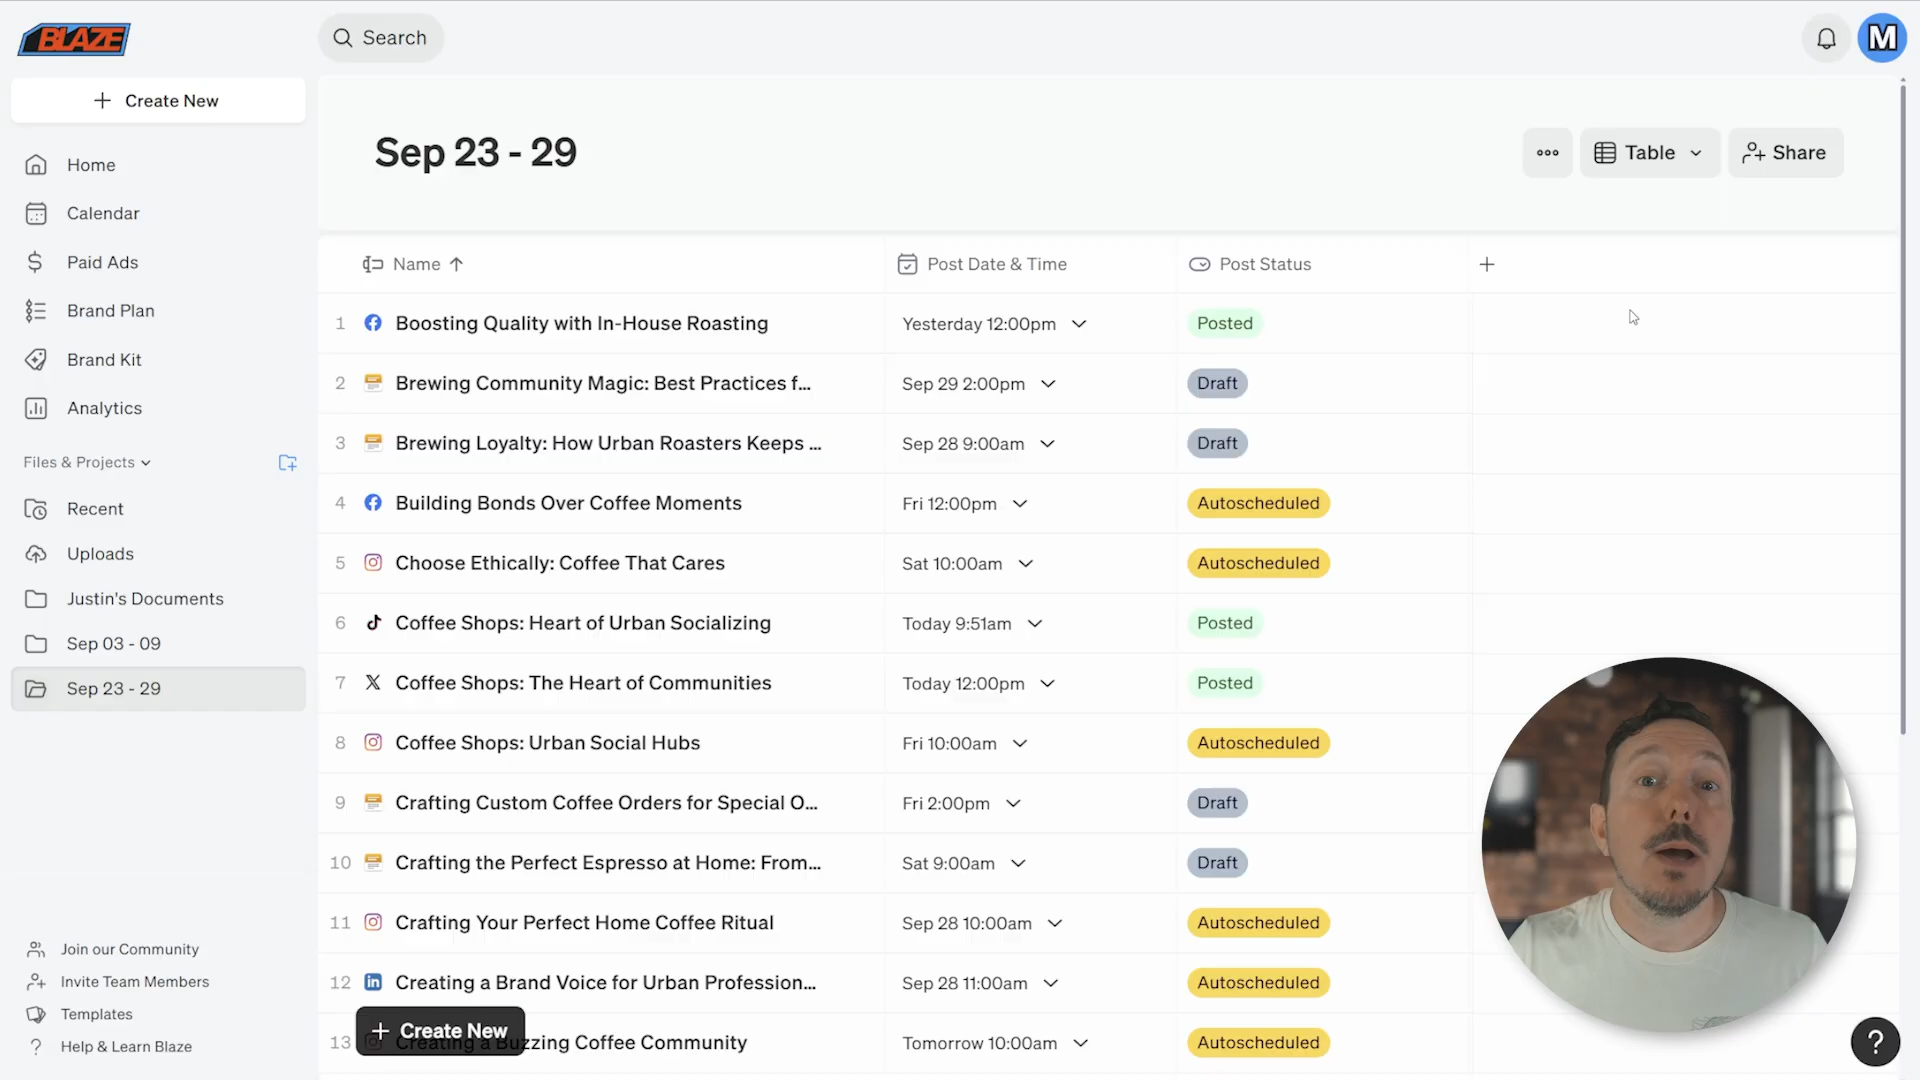 BLAZE
Search
M
Create New
Home
Calendar
Paid Ads
Brand Plan
Brand Kit
Analytics
Files & Projects
Recent
Uploads
Justin's Documents
Sep 03 - 09
Sep 23 - 29
Join our Community
Invite Team Members
Templates
? Help & Learn Blaze
Sep 23 - 29
Table
Share
Name Post Date & Time Post Status
1 Boosting Quality with In-House Roasting Yesterday 12:00pm Posted
2 Brewing Community Magic: Best Practices f... Sep 29 2:00pm Draft
3 Brewing Loyalty: How Urban Roasters Keeps ... Sep 28 9:00am Draft
4 Building Bonds Over Coffee Moments Fri 12:00pm Autoscheduled
5 Choose Ethically: Coffee That Cares Sat 10:00am Autoscheduled
6 Coffee Shops: Heart of Urban Socializing Today 9:51am Posted
7 Coffee Shops: The Heart of Communities Today 12:00pm Posted
8 Coffee Shops: Urban Social Hubs Fri 10:00am Autoscheduled
9 Crafting Custom Coffee Orders for Special O... Fri 2:00pm Draft
10 Crafting the Perfect Espresso at Home: From... Sat 9:00am Draft
11 Crafting Your Perfect Home Coffee Ritual Sep 28 10:00am Autoscheduled
12 in Creating a Brand Voice for Urban Profession... Sep 28 11:00am Autoscheduled
Create New
13 Creating a Buzzing Coffee Community Tomorrow 10:00am Autoscheduled
?